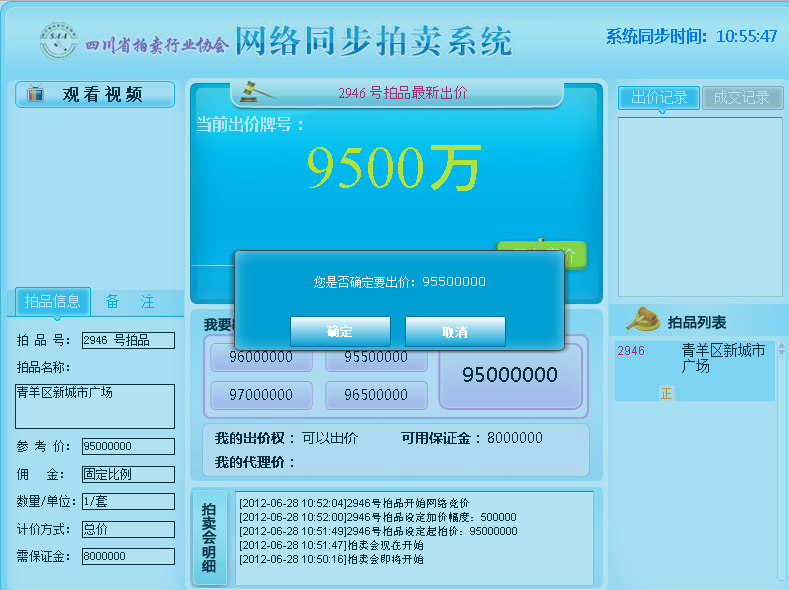 四川省拍卖行业协会 网络同步拍卖系统
系统同步时间: 10:55:47
观看视频
2946 号拍品最新出价
出价记录 成交记录
当前出价牌号：
9500万
您是否确定要出价：95500000
确定 取消
拍品信息 备 注
拍 品 号： 2946 号拍品
拍品名称：
青羊区新城市广场
参 考 价： 95000000
佣 金： 固定比例
数量/单位： 1/套
计价方式： 总价
需保证金： 8000000
96000000 95500000
97000000 96500000
95000000
我的出价权： 可以出价 可用保证金： 8000000
我的代理价：
拍卖会明细
[2012-06-28 10:52:04]2946号拍品开始网络竞价
[2012-06-28 10:52:00]2946号拍品设定加价幅度：500000
[2012-06-28 10:51:49]2946号拍品设定起拍价：95000000
[2012-06-28 10:51:47]拍卖会现在开始
[2012-06-28 10:50:16]拍卖会即将开始
拍品列表
2946 青羊区新城市
广场
正